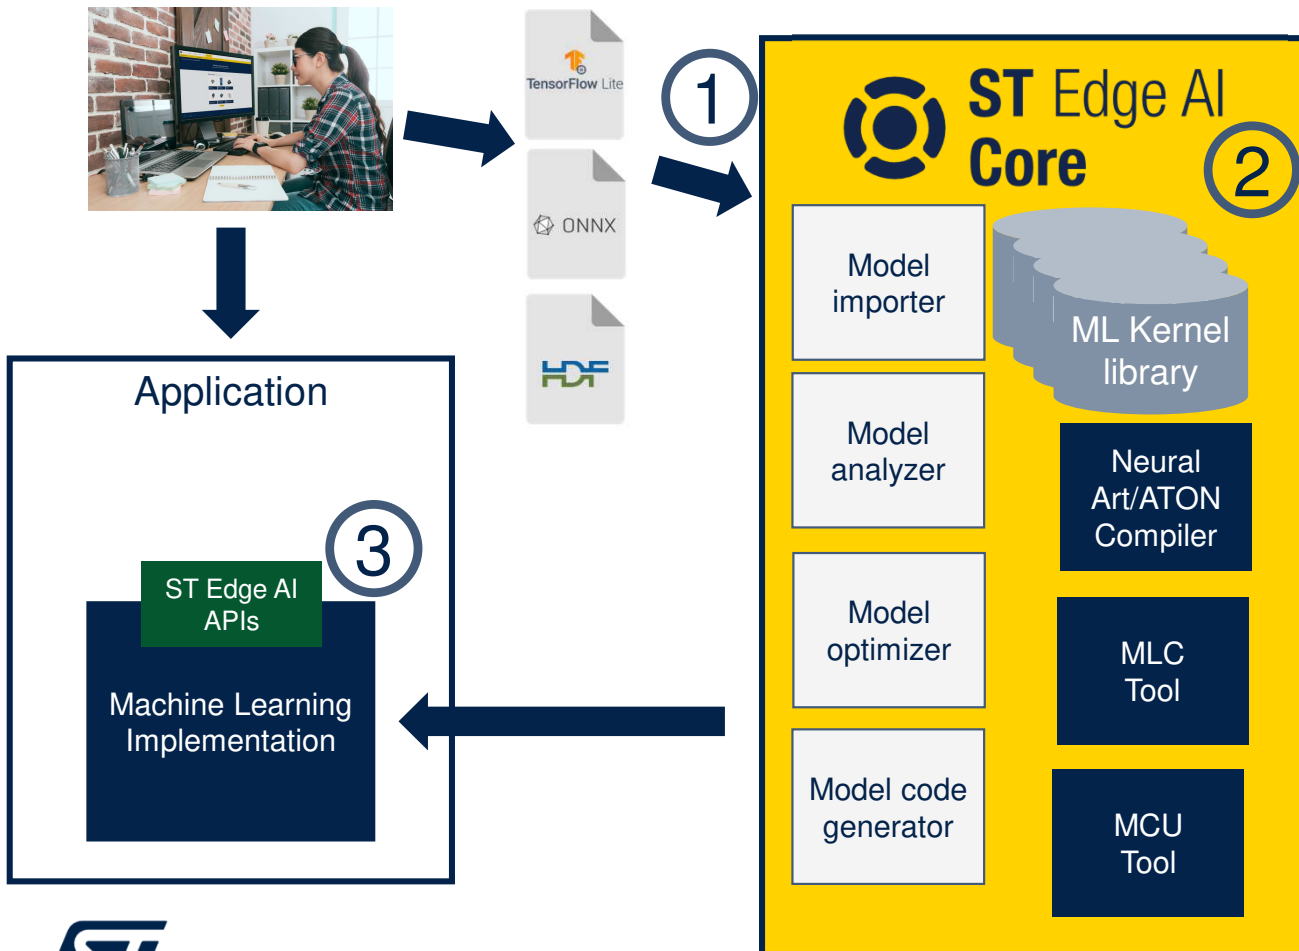 TensorFlow Lite
ONNX
HDF
1
ST Edge AI
Core
2
Model
importer
ML Kernel
library
Model
analyzer
Neural
Art/ATON
Compiler
Model
optimizer
MLC
Tool
Model code
generator
MCU
Tool
Application
3
ST Edge AI
APIs
Machine Learning
Implementation
ST